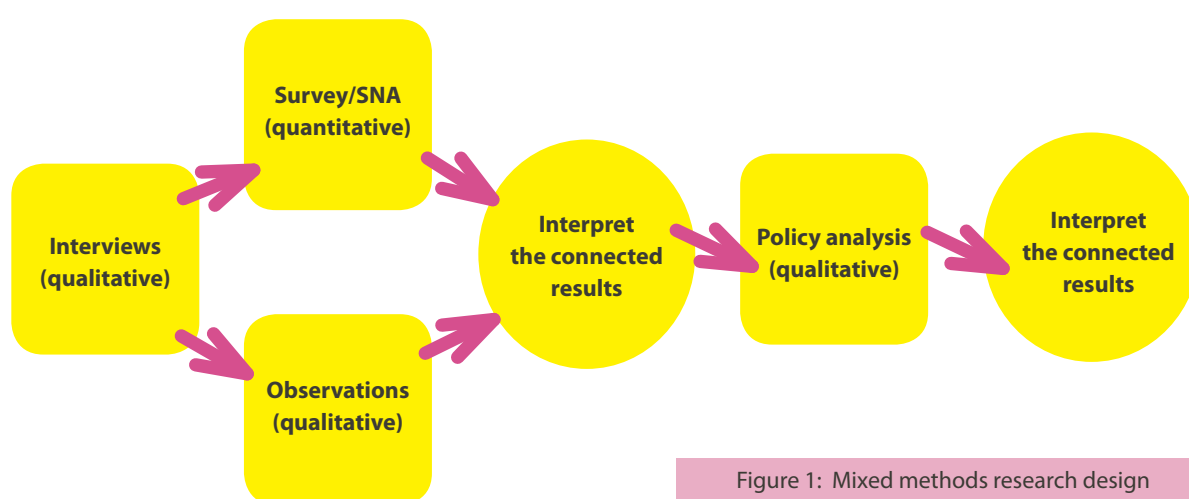 Survey/SNA
(quantitative)
Interviews
(qualitative)
Observations
(qualitative)
Interpret
the connected
results
Policy analysis
(qualitative)
Interpret
the connected
results
Figure 1: Mixed methods research design